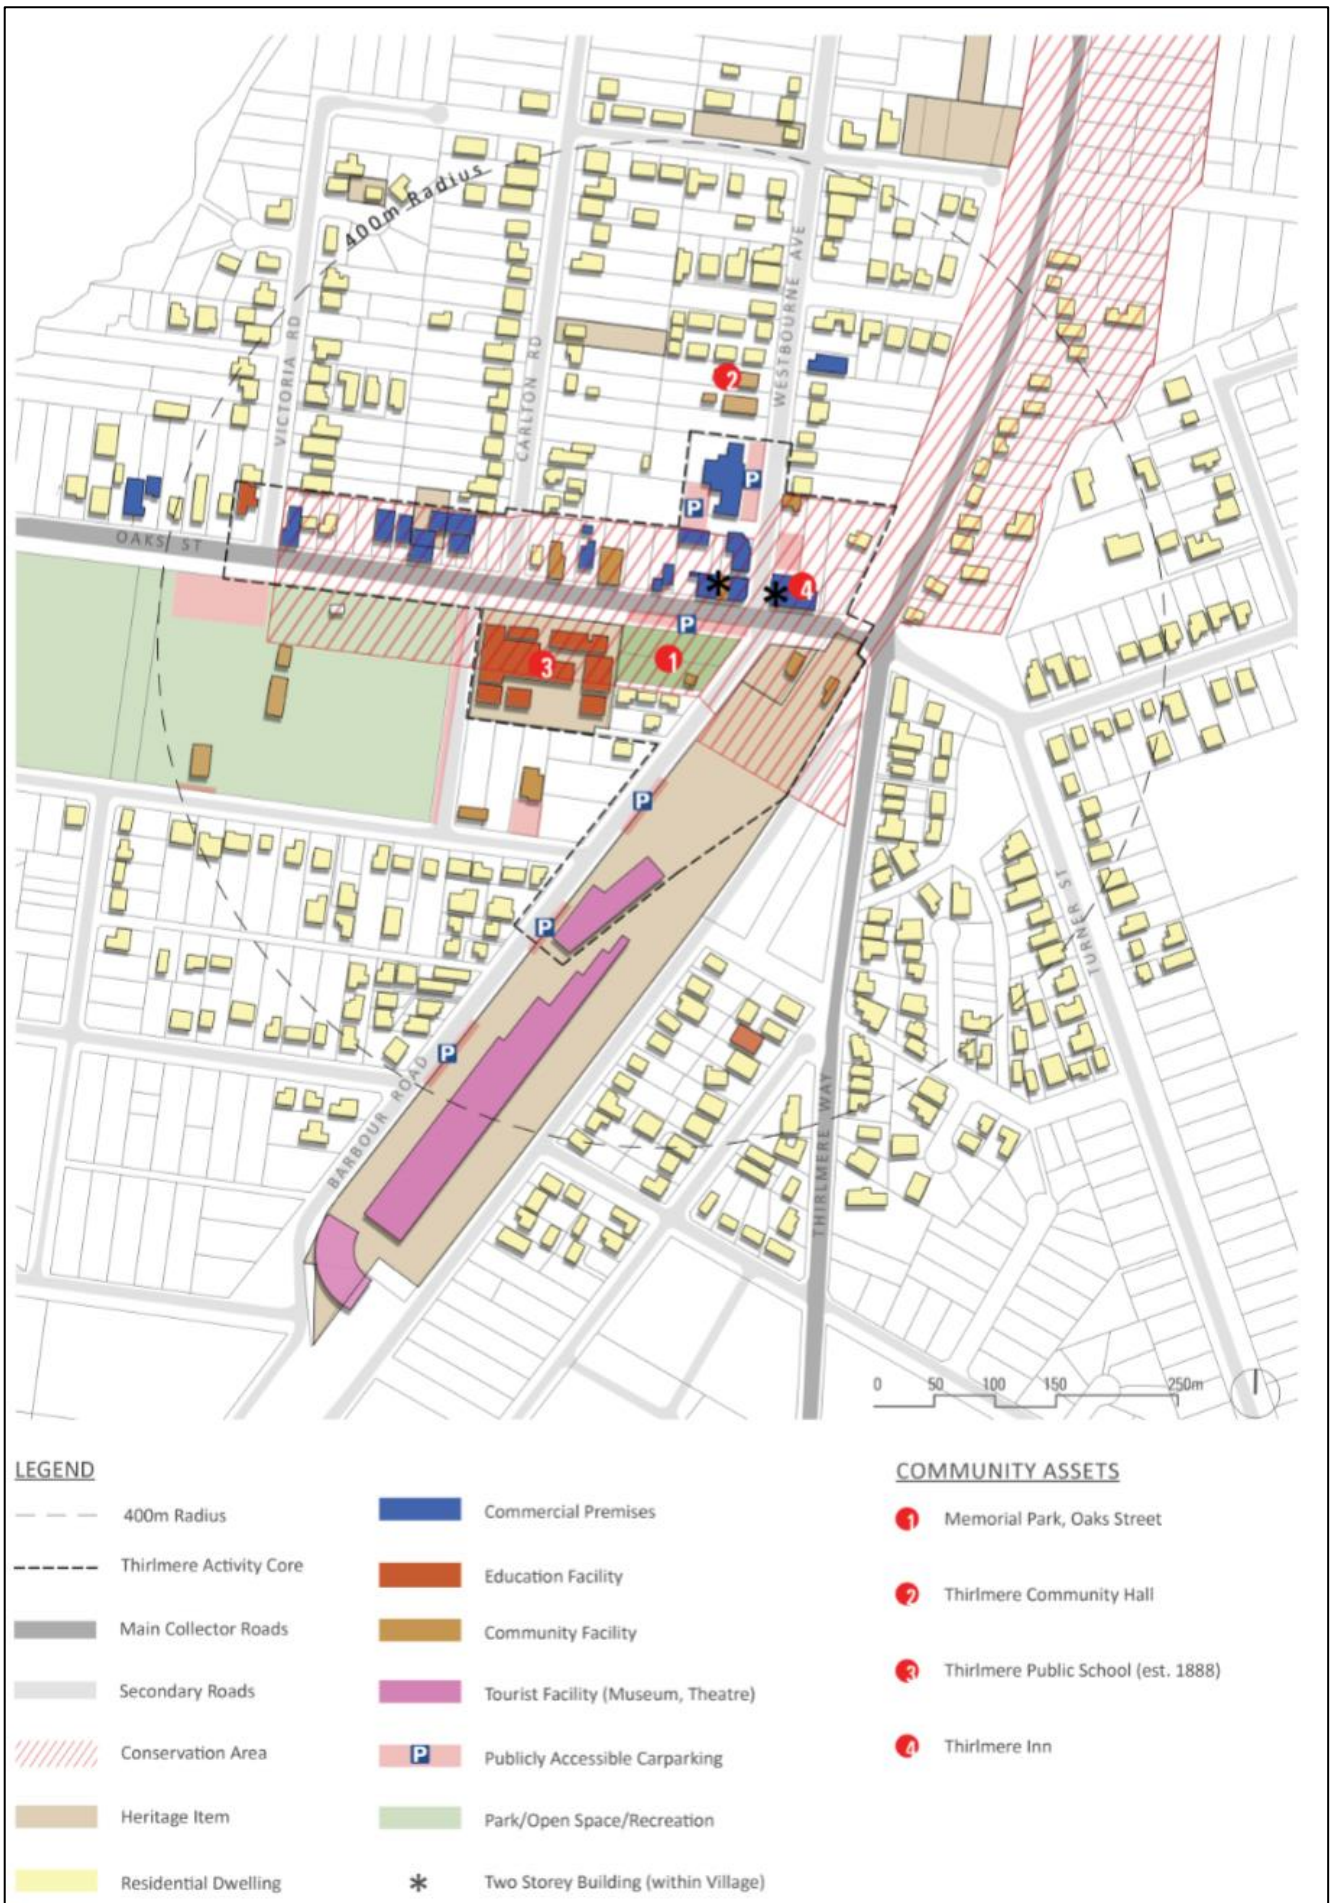 400m Radius
WESTBOURNE AVE
VICTORIA RD
CARLTON RD
2
P
P
OAKS ST
4
P
3
1
P
P
TURNER ST
P
BARBOUR ROAD
THIRLMERE WAY
0 50 100 150 250m
LEGEND
400m Radius
Thirlmere Activity Core
Main Collector Roads
Secondary Roads
Conservation Area
Heritage Item
Residential Dwelling
Commercial Premises
Education Facility
Community Facility
Tourist Facility (Museum, Theatre)
P Publicly Accessible Carparking
Park/Open Space/Recreation
* Two Storey Building (within Village)
COMMUNITY ASSETS
1 Memorial Park, Oaks Street
2 Thirlmere Community Hall
3 Thirlmere Public School (est. 1888)
4 Thirlmere Inn